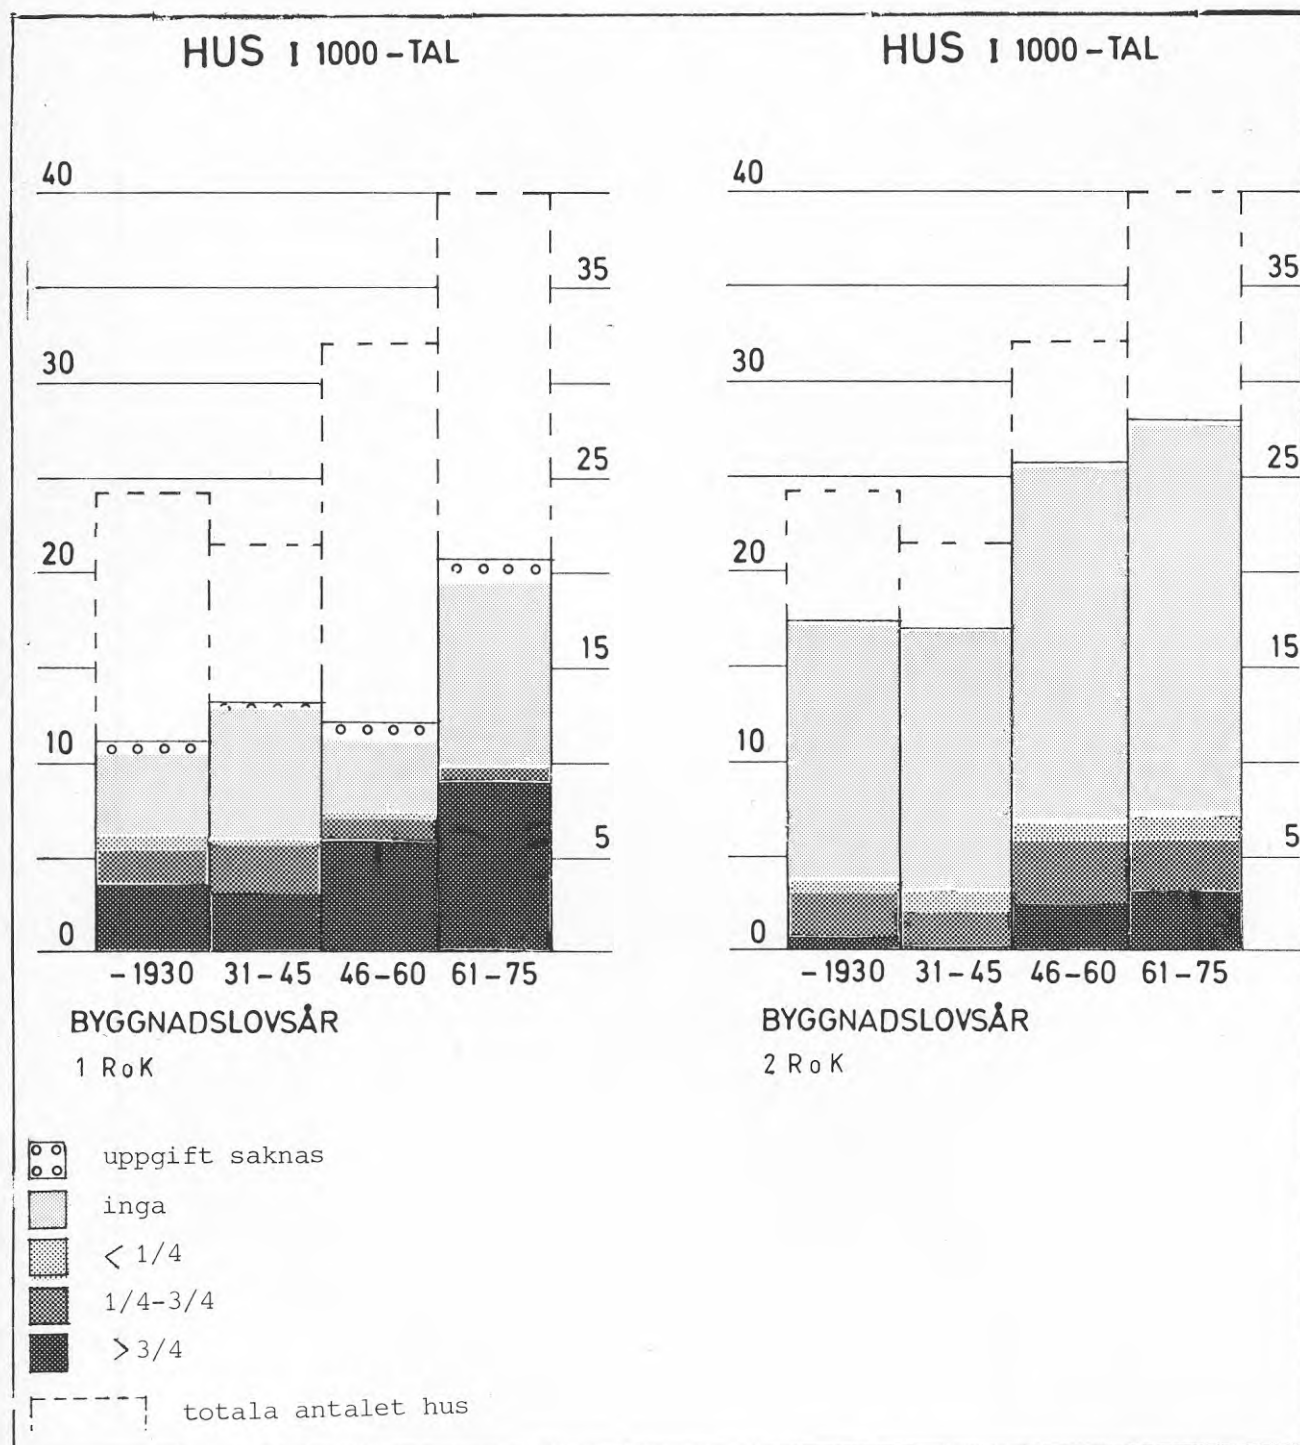 HUS I 1000-TAL
40
35
30
25
20
15
10
5
0
-1930 31-45 46-60 61-75
BYGGNADSLOVSÅR
1 RoK
HUS I 1000-TAL
40
35
30
25
20
15
10
5
0
-1930 31-45 46-60 61-75
BYGGNADSLOVSÅR
2 RoK
uppgift saknas
inga
< 1/4
1/4-3/4
>3/4
totala antalet hus